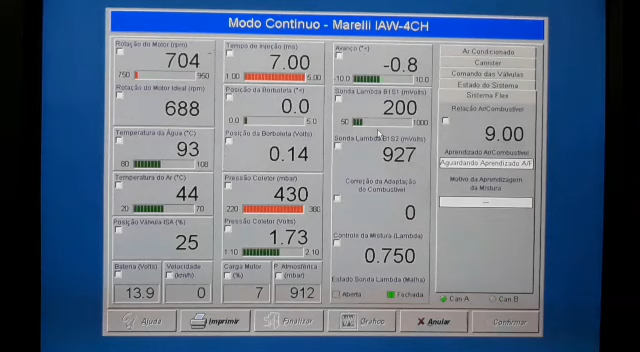 Modo Continuo - Marelli IAW-4CH
Rotação do Motor (rpm)
704
750
950
Rotação do Motor Ideal (rpm)
688
Temperatura da Água (°C)
93
80
108
Temperatura do Ar (°C)
44
20
70
Posição Válvula ISA (%)
25
Bateria (Volts)
13.9
Velocidade (km/h)
0
Tempo de Injeção (ms)
7.00
1.00
5.00
Posição da Borboleta (°=)
0.0
0.0
5.0
Posição da Borboleta (Volts)
0.14
Pressão Coletor (mbar)
430
220
380
Pressão Coletor (Volts)
1.73
1.10
2.10
Carga Motor (%)
7
P. Atmosférica (mbar)
912
Avanço (°=)
-0.8
10.0
10.0
Sonda Lambda B1S1 (mVolts)
200
50
1000
Sonda Lambda B1S2 (mVolts)
927
Correção da Adaptação de Combustível
0
Controle da Mistura (Lambda)
0.750
Estado Sonda Lambda (Malha)
Aberta
Fechada
Ar Condicionado
Canister
Comando das Válvulas
Estado do Sistema
Sistema Flex
Relação Ar/Combustível
9.00
Aprendizado Ar/Combustível
Aguardando Aprendizado A/F
Motivo da Aprendizagem
da Mistura
---
Can A
Can B
Ajuda
Imprimir
Finalizar
Gráfico
Anular
Confirmar